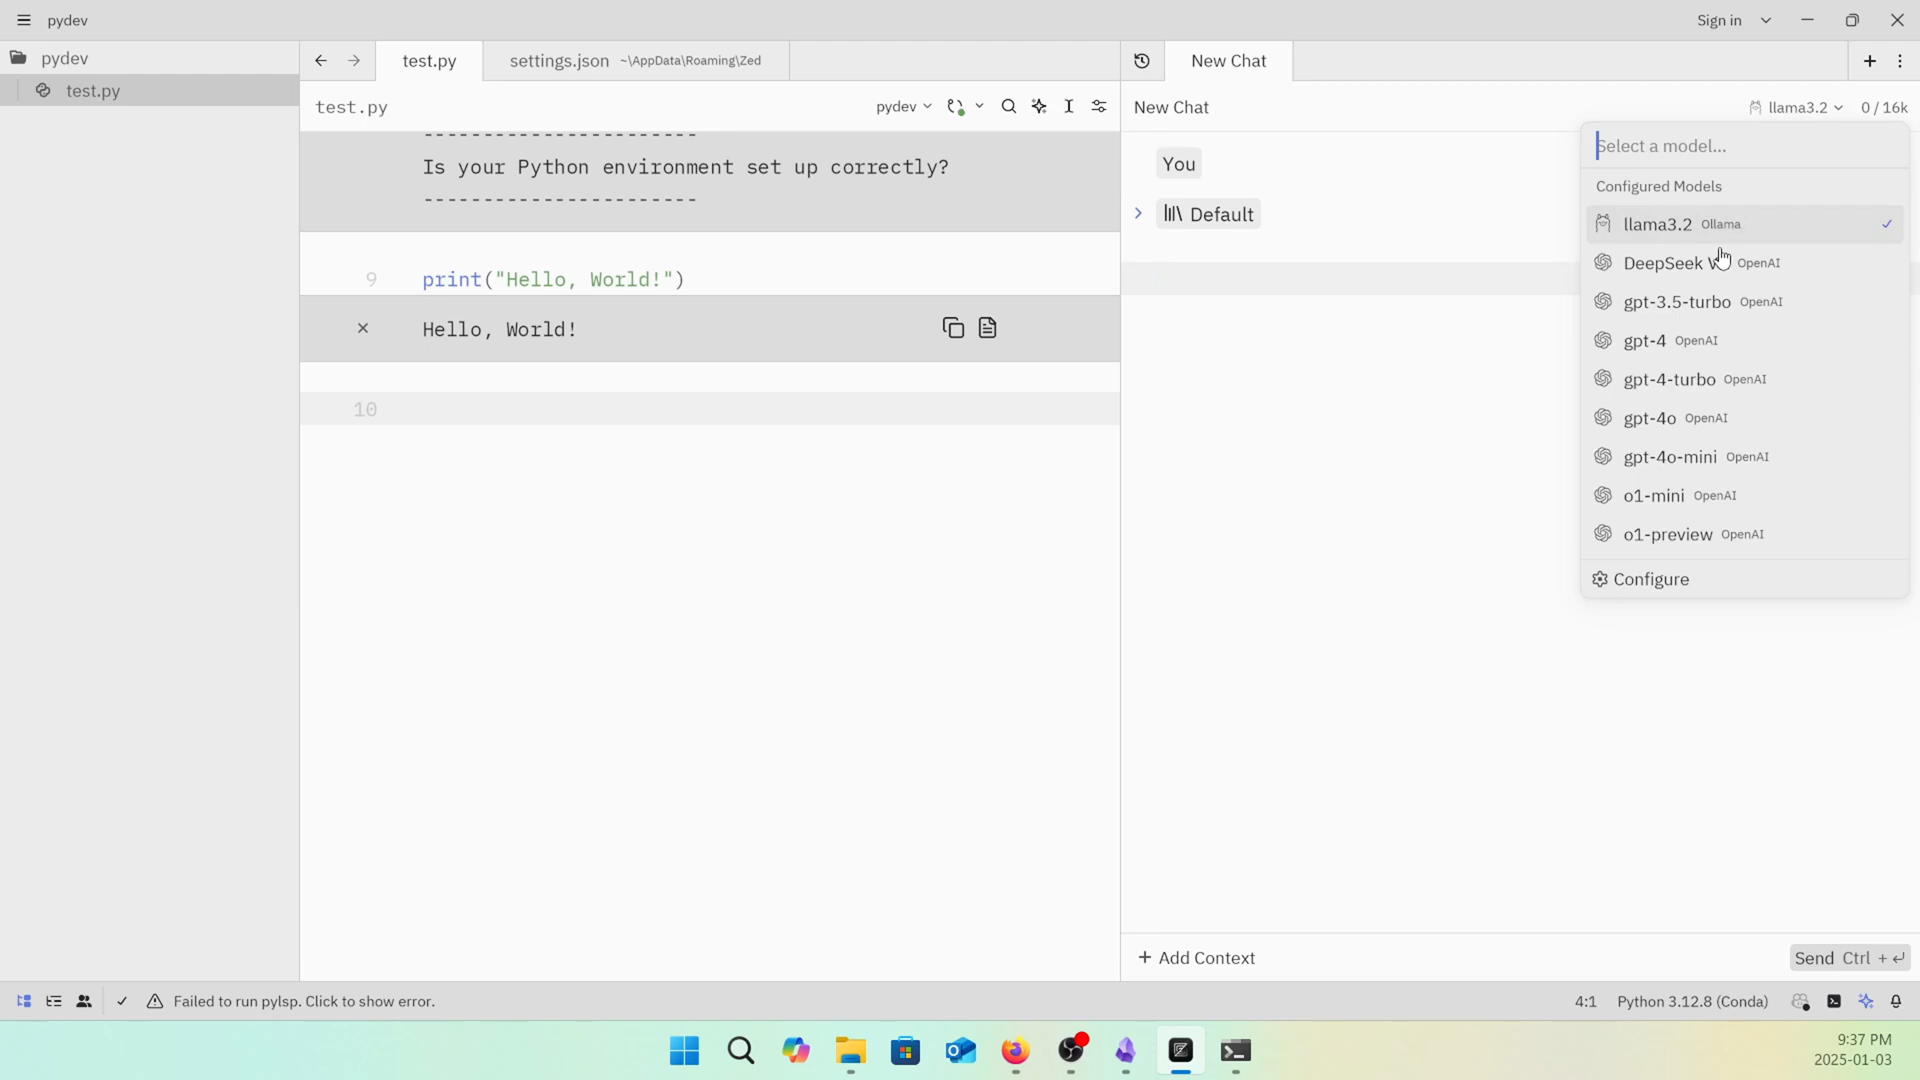 pydev
Sign in
pydev
test.py
test.py
settings.json ~\AppData\Roaming\Zed
New Chat
test.py
pydev
New Chat
llama3.2
0 / 16k
-----------------------
Is your Python environment set up correctly?
-----------------------
9 print("Hello, World!")
Hello, World!
10
You
Default
Select a model...
Configured Models
llama3.2 Ollama
DeepSeek OpenAI
gpt-3.5-turbo OpenAI
gpt-4 OpenAI
gpt-4-turbo OpenAI
gpt-4o OpenAI
gpt-4o-mini OpenAI
o1-mini OpenAI
o1-preview OpenAI
Configure
+ Add Context
Send Ctrl + ↵
Failed to run pylsp. Click to show error.
4:1
Python 3.12.8 (Conda)
9:37 PM
2025-01-03